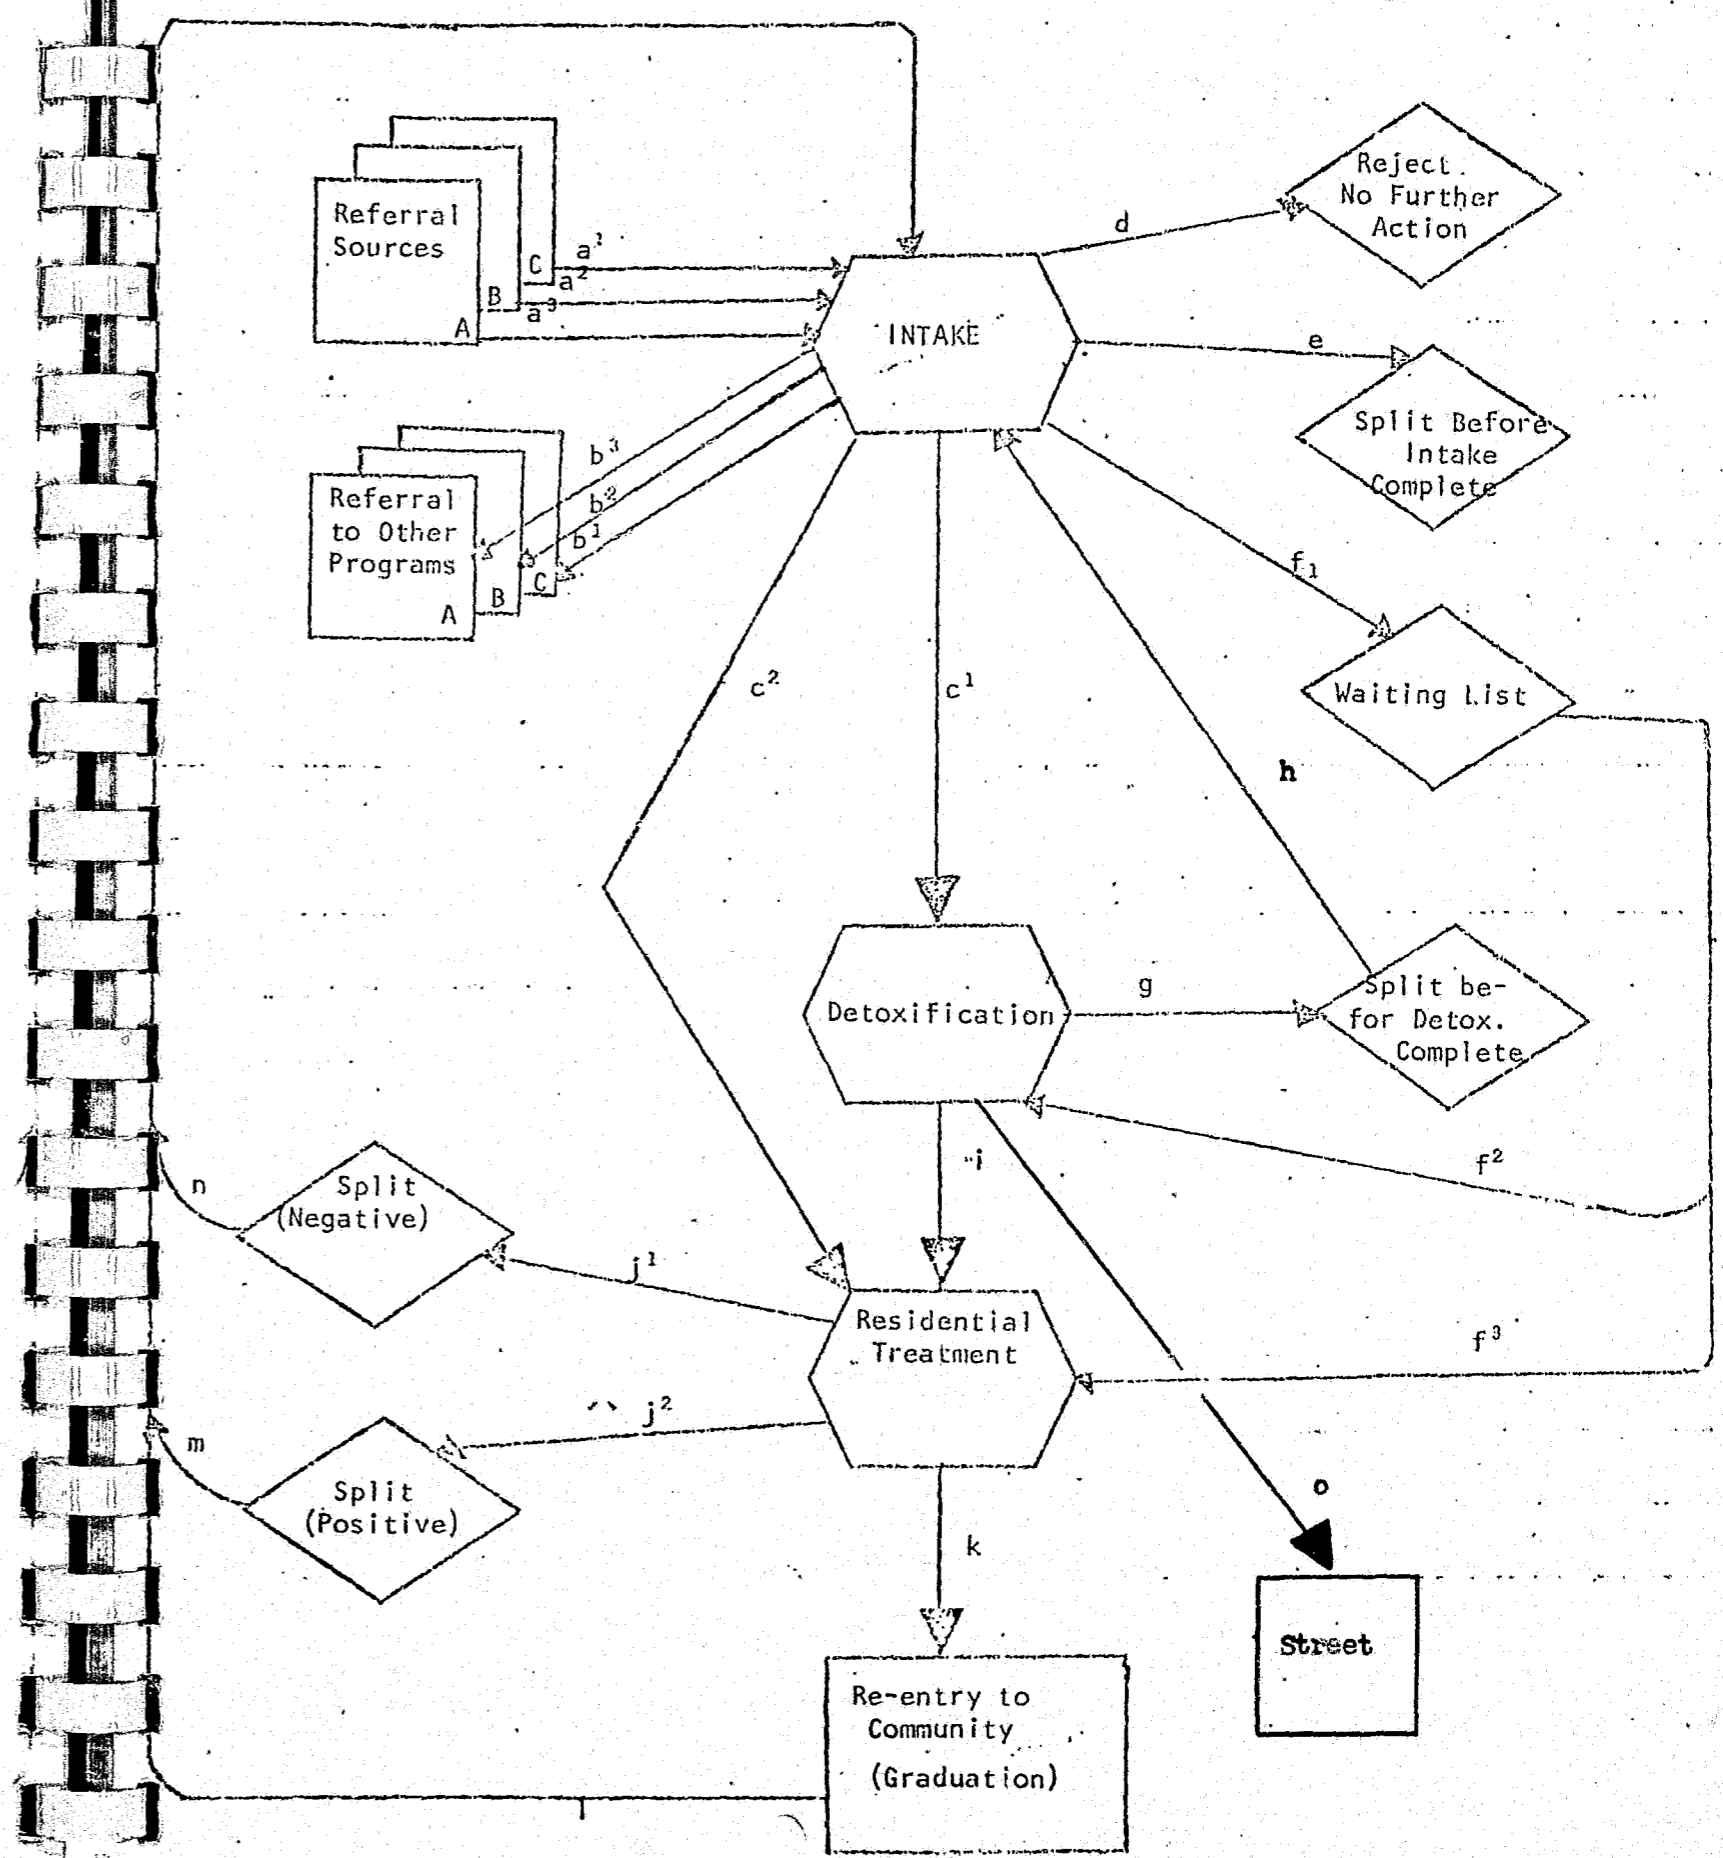 Referral
Sources
A
B
C
a¹
a²
a³
INTAKE
d
Reject.
No Further
Action
e
Split Before
Intake
Complete
Referral
to Other
Programs
A
B
C
b³
b²
b¹
f₁
Waiting List
c²
c¹
h
Detoxification
g
Split be-
for Detox.
Complete
f²
i
n
Split
(Negative)
j¹
Residential
Treatment
f³
m
Split
(Positive)
j²
k
o
Street
Re-entry to
Community
(Graduation)
l